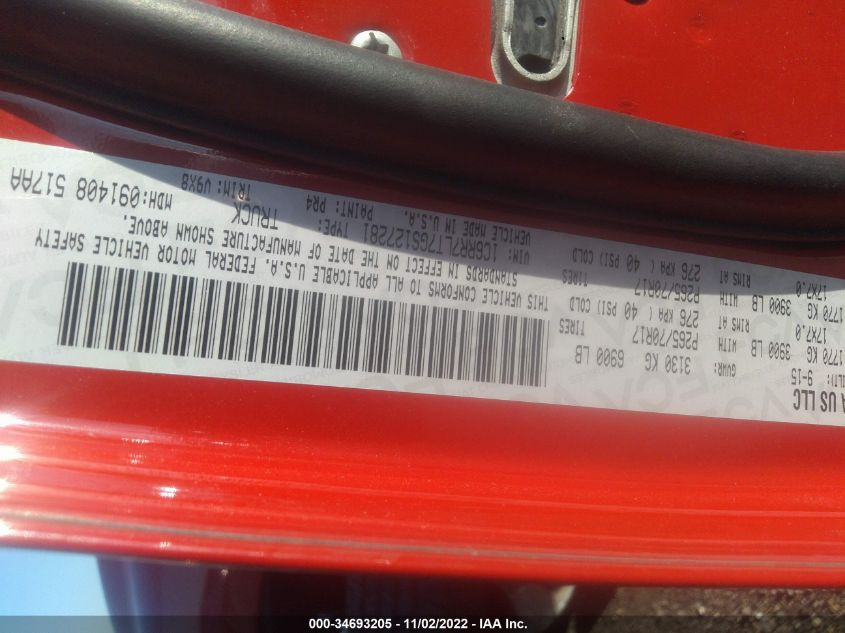 A US LLC
9-15
GVWR:
3130 KG 6900 LB
1770 KG 3900 LB WITH P265/70R17 TIRES
17X7.0 RIMS AT 276 KPA ( 40 PSI) COLD
1770 KG 3900 LB WITH P265/70R17 TIRES
17X7.0 RIMS AT 276 KPA ( 40 PSI) COLD
THIS VEHICLE CONFORMS TO ALL APPLICABLE U.S.A. FEDERAL MOTOR VEHICLE SAFETY
STANDARDS IN EFFECT ON THE DATE OF MANUFACTURE SHOWN ABOVE.
VIN: 1C6RR7LT7GS127281 TYPE: TRUCK
VEHICLE MADE IN U.S.A. PAINT: PR4 TRIM: V9X8 MDH:091408 517AA
000-34693205 - 11/02/2022 - IAA Inc.